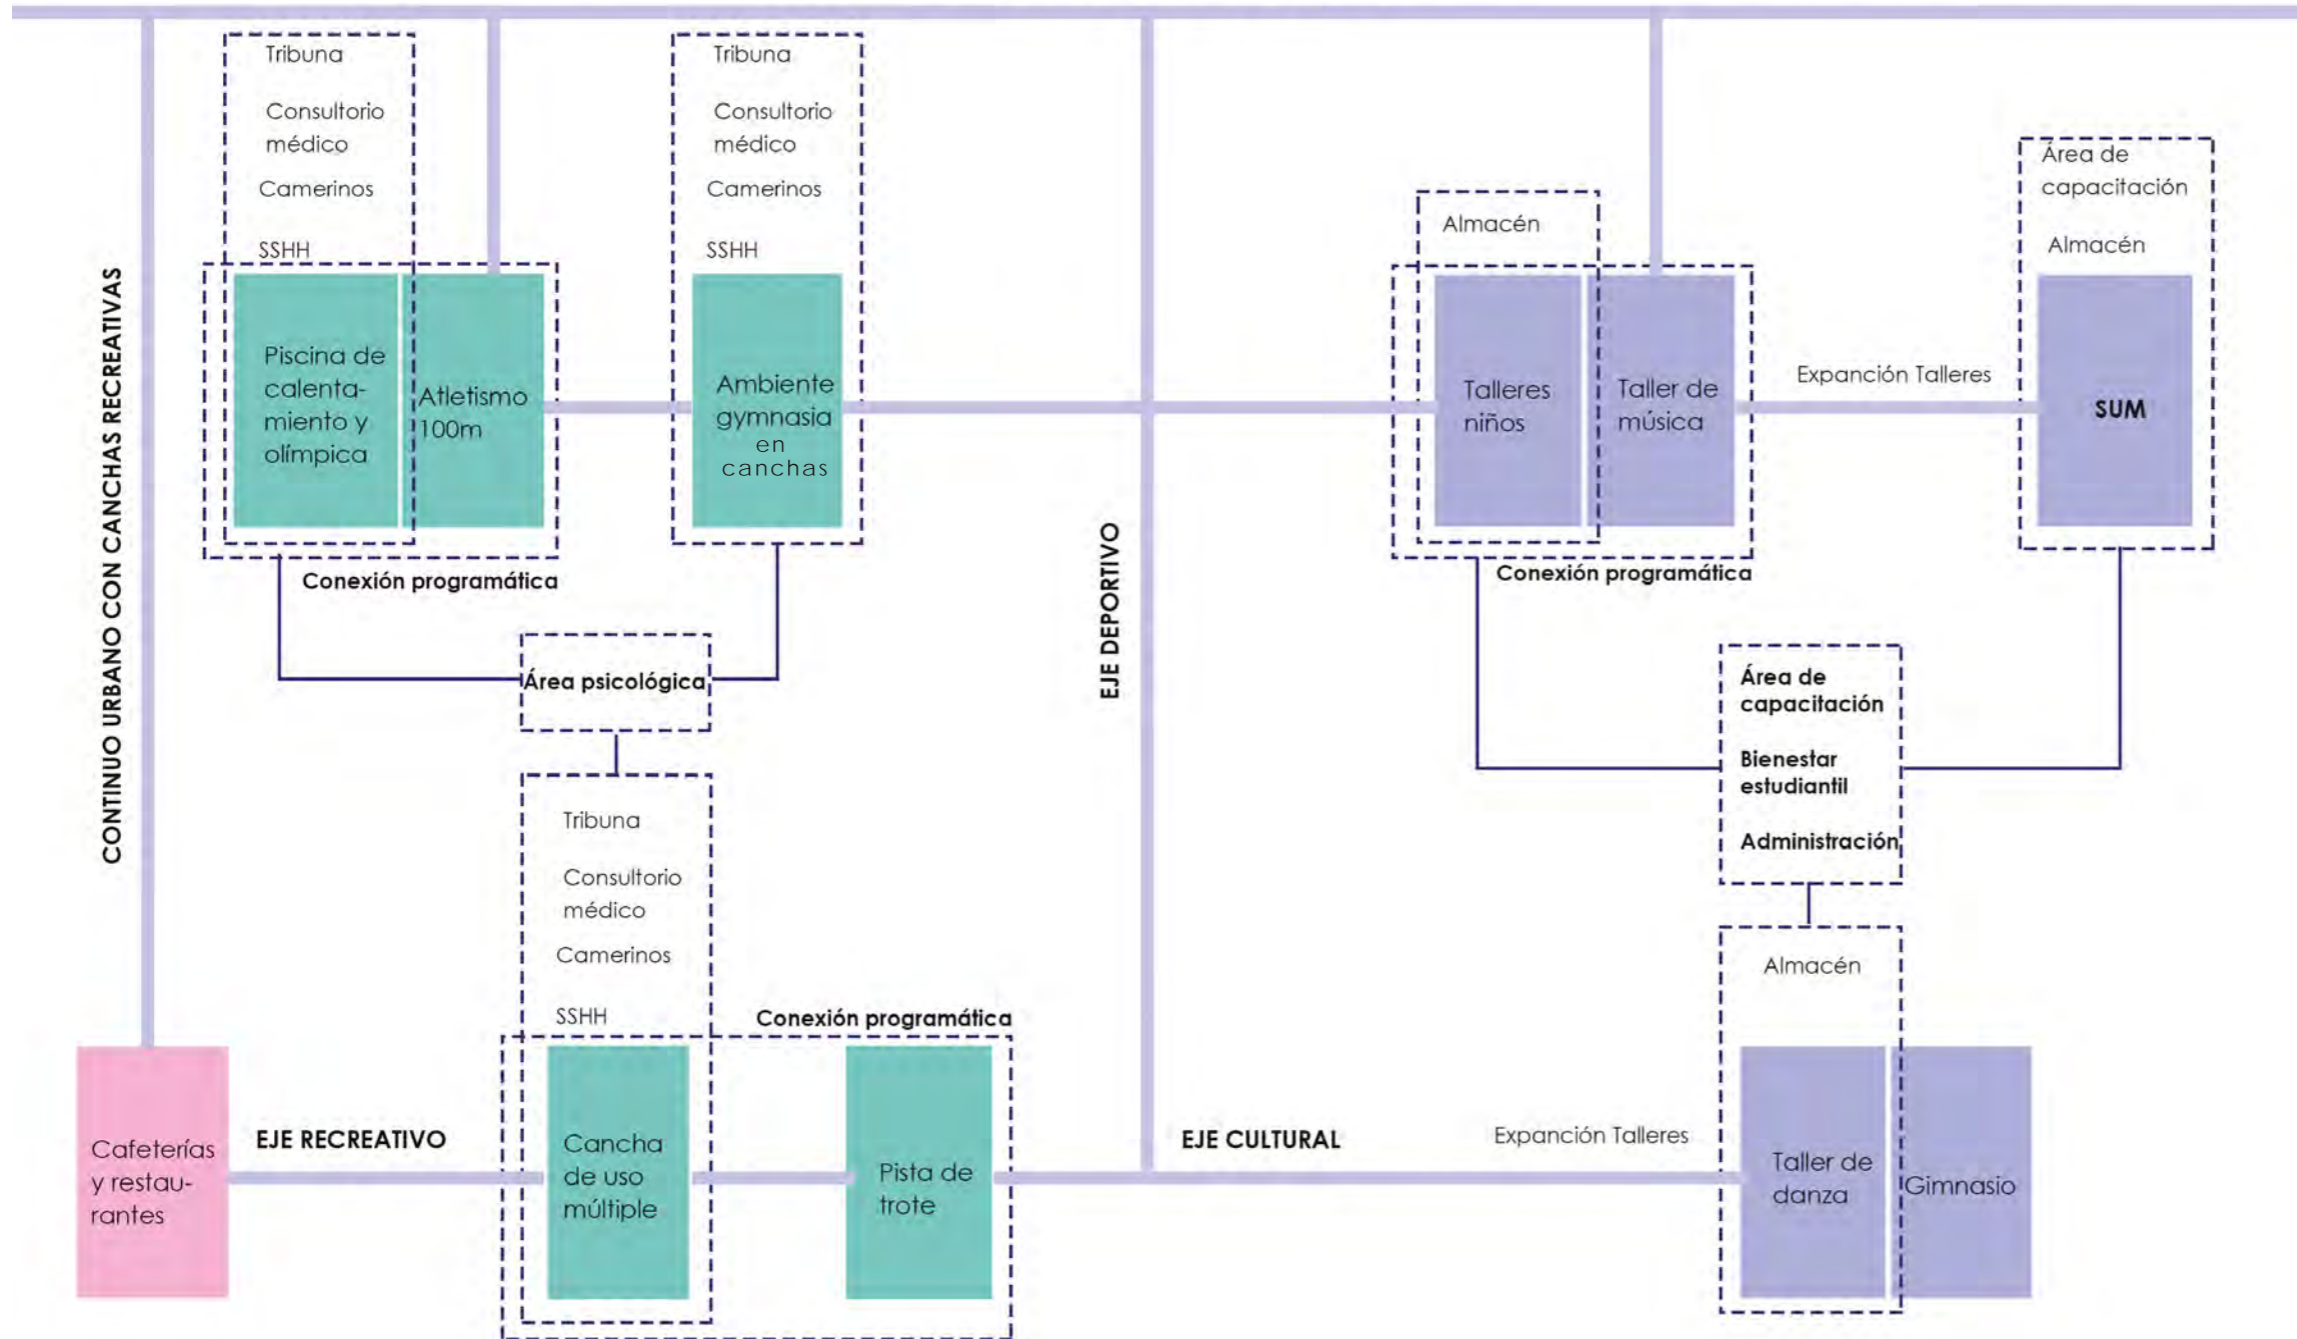 CONTINUO URBANO CON CANCHAS RECREATIVAS
Tribuna
Consultorio
médico
Camerinos
SSHH
Piscina de
calenta-
miento y
olímpica
Atletismo
100m
Conexión programática
Tribuna
Consultorio
médico
Camerinos
SSHH
Ambiente
gymnasia
en
canchas
Área psicológica
Tribuna
Consultorio
médico
Camerinos
SSHH
Conexión programática
Cafeterías
y restau-
rantes
EJE RECREATIVO
Cancha
de uso
múltiple
Pista de
trote
EJE DEPORTIVO
Almacén
Talleres
niños
Taller de
música
Conexión programática
Expanción Talleres
Área de
capacitación
Almacén
SUM
Área de
capacitación
Bienestar
estudiantil
Administración
EJE CULTURAL
Expanción Talleres
Almacén
Taller de
danza
Gimnasio